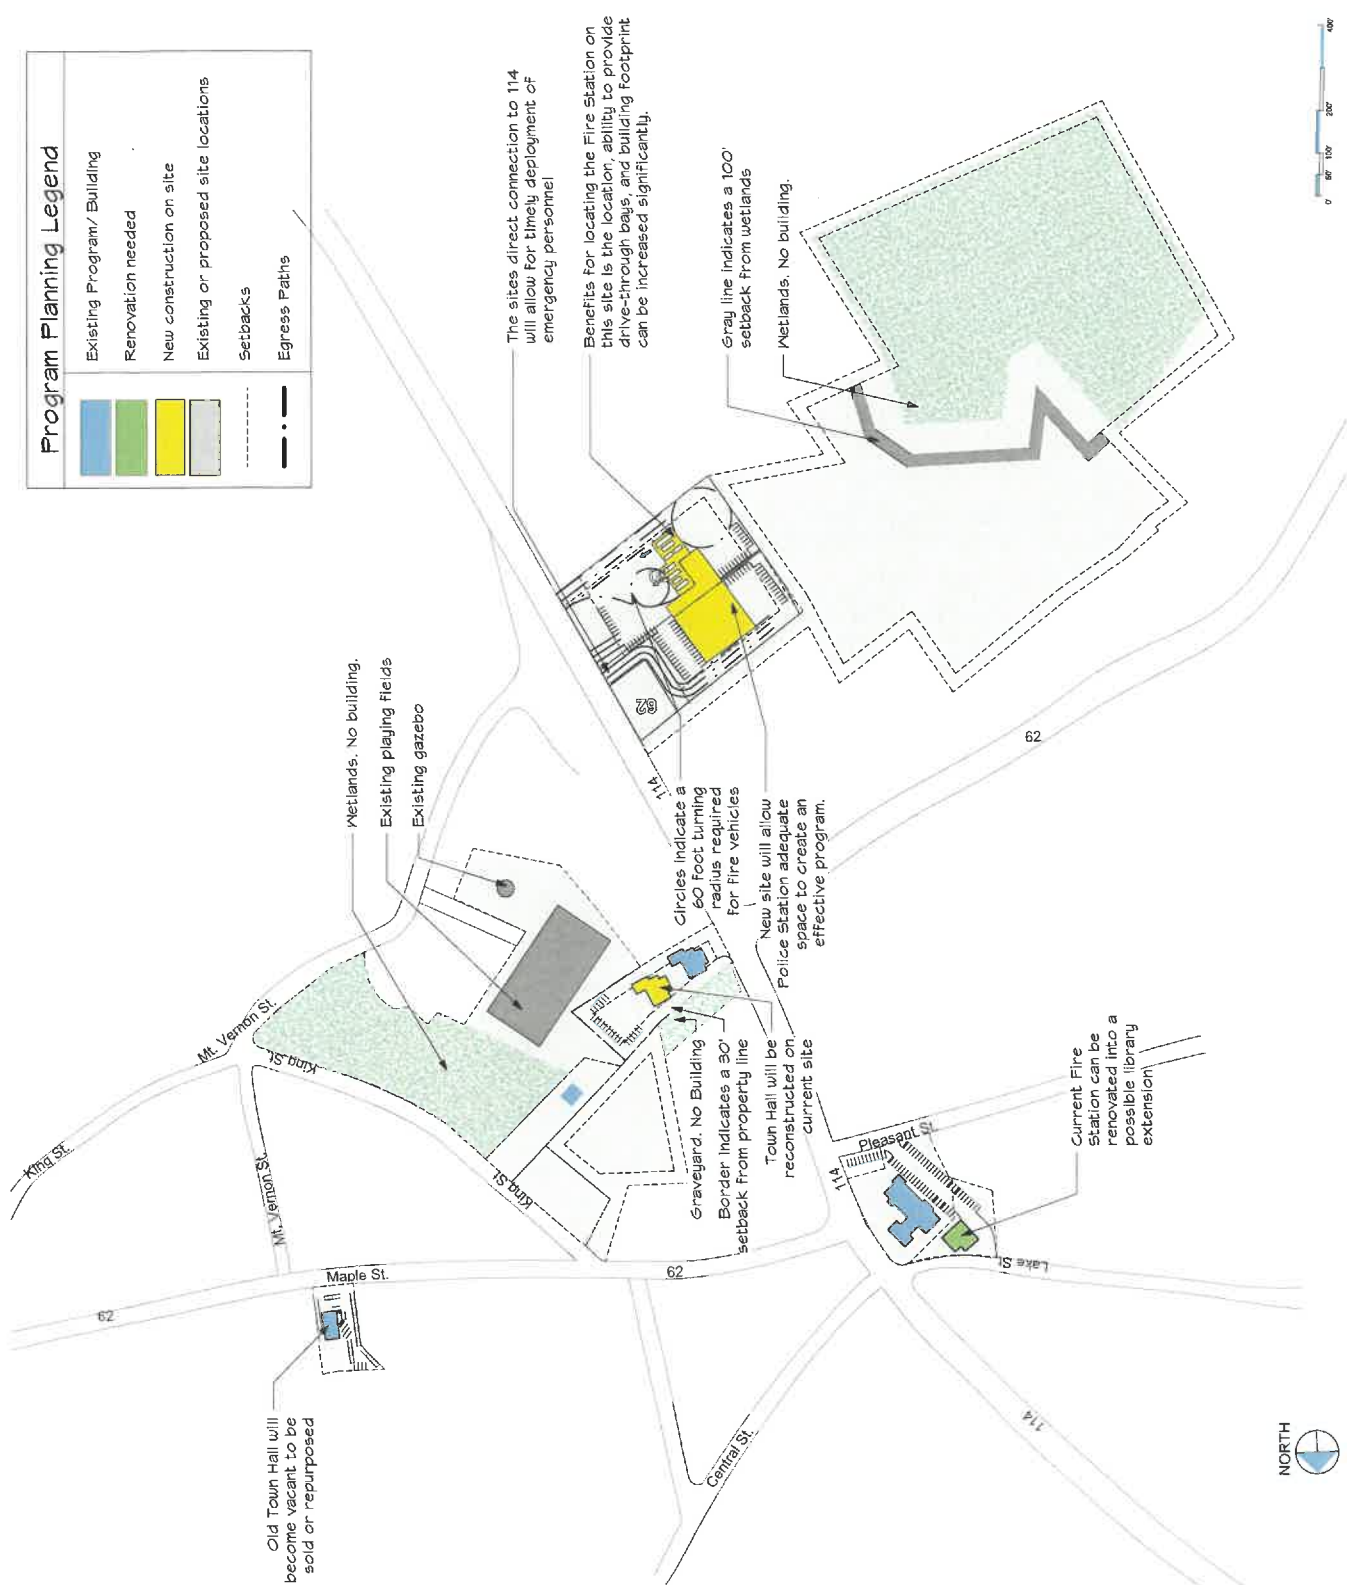 Program Planning Legend
Existing Program/ Building
Renovation needed
New construction on site
Existing or proposed site locations
Setbacks
Egress Paths
The sites direct connection to 114
will allow for timely deployment of
emergency personnel
Benefits for locating the Fire Station on
this site is the location, ability to provide
drive-through bays, and building footprint
can be increased significantly.
Gray line indicates a 100'
setback from wetlands
Wetlands. No building.
Wetlands. No building.
Existing playing fields
Existing gazebo
Circles indicate a
60 foot turning
radius required
for fire vehicles
New site will allow
Police Station adequate
space to create an
effective program.
Graveyard. No Building
Border indicates a 30'
setback from property line
Town Hall will be
reconstructed on
current site
Current Fire
Station can be
renovated into a
possible library
extension
Old Town Hall will
become vacant to be
sold or repurposed
King St.
Mt. Vernon St.
King St.
Mt. Vernon St.
King St.
Maple St.
62
62
62
62
114
114
114
Pleasant St.
Lake St.
Central St.
NORTH
0' 50' 100' 200' 400'